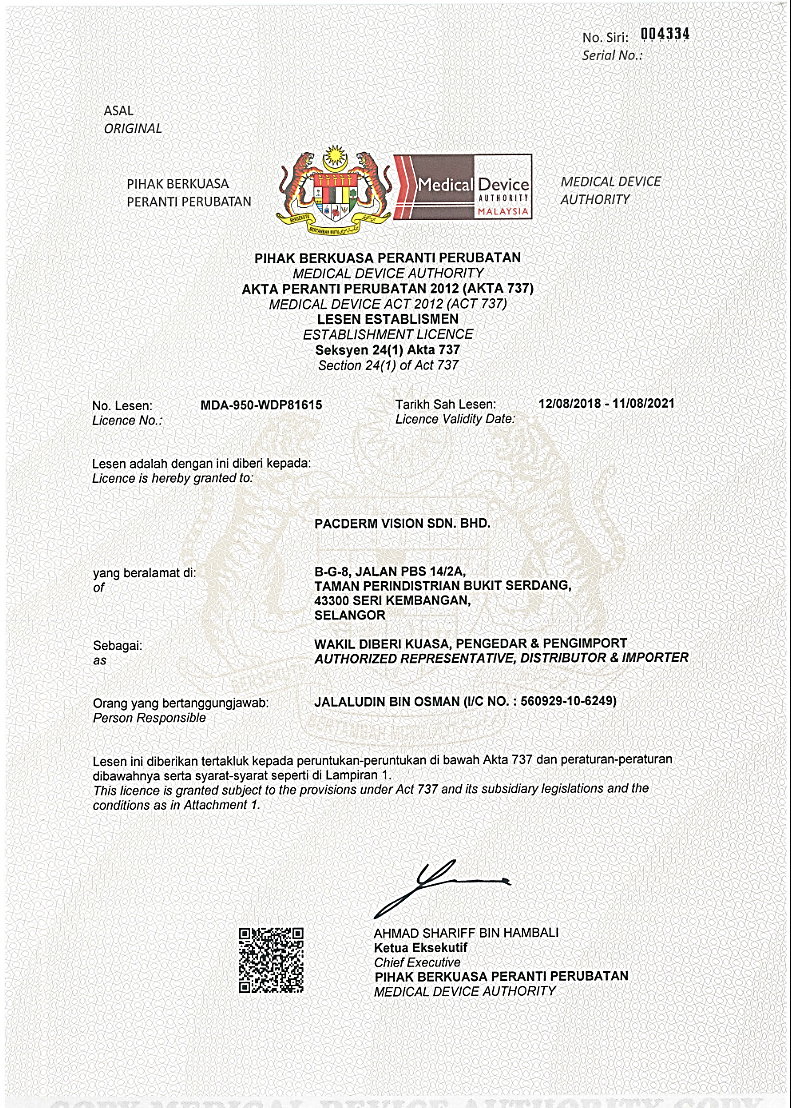 No. Siri: 004334
Serial No.:
ASAL
ORIGINAL
PIHAK BERKUASA
PERANTI PERUBATAN
Medical Device
AUTHORITY
MALAYSIA
MEDICAL DEVICE
AUTHORITY
PIHAK BERKUASA PERANTI PERUBATAN
MEDICAL DEVICE AUTHORITY
AKTA PERANTI PERUBATAN 2012 (AKTA 737)
MEDICAL DEVICE ACT 2012 (ACT 737)
LESEN ESTABLISMEN
ESTABLISHMENT LICENCE
Seksyen 24(1) Akta 737
Section 24(1) of Act 737
No. Lesen: MDA-950-WDP81615 Tarikh Sah Lesen: 12/08/2018 - 11/08/2021
Licence No.: Licence Validity Date:
Lesen adalah dengan ini diberi kepada:
Licence is hereby granted to:
PACDERM VISION SDN. BHD.
yang beralamat di: B-G-8, JALAN PBS 14/2A,
of TAMAN PERINDISTRIAN BUKIT SERDANG,
43300 SERI KEMBANGAN,
SELANGOR
Sebagai: WAKIL DIBERI KUASA, PENGEDAR & PENGIMPORT
as AUTHORIZED REPRESENTATIVE, DISTRIBUTOR & IMPORTER
Orang yang bertanggungjawab: JALALUDIN BIN OSMAN (I/C NO. : 560929-10-6249)
Person Responsible
Lesen ini diberikan tertakluk kepada peruntukan-peruntukan di bawah Akta 737 dan peraturan-peraturan
dibawahnya serta syarat-syarat seperti di Lampiran 1.
This licence is granted subject to the provisions under Act 737 and its subsidiary legislations and the
conditions as in Attachment 1.
AHMAD SHARIFF BIN HAMBALI
Ketua Eksekutif
Chief Executive
PIHAK BERKUASA PERANTI PERUBATAN
MEDICAL DEVICE AUTHORITY
COPY MEDICAL DEVICE AUTHORITY COPY